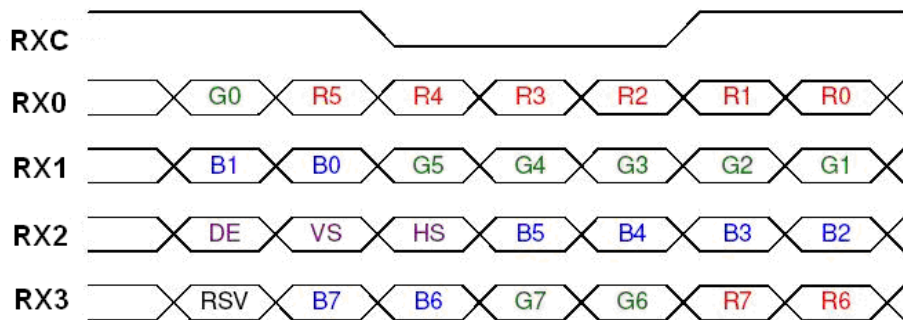 RXC
RX0 G0 R5 R4 R3 R2 R1 R0
RX1 B1 B0 G5 G4 G3 G2 G1
RX2 DE VS HS B5 B4 B3 B2
RX3 RSV B7 B6 G7 G6 R7 R6